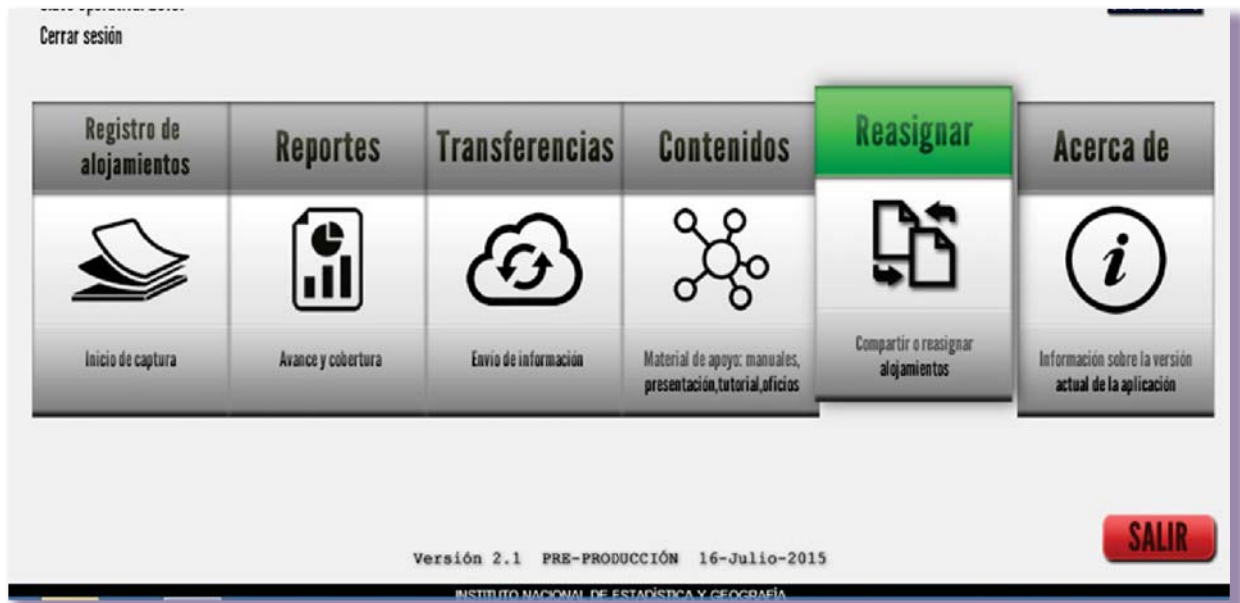 Cerrar sesión
Registro de
alojamientos
Reportes
Transferencias
Contenidos
Reasignar
Acerca de
Inicio de captura
Avance y cobertura
Envío de información
Material de apoyo: manuales,
presentación,tutorial,oficios
Compartir o reasignar
alojamientos
Información sobre la versión
actual de la aplicación
SALIR
Versión 2.1 PRE-PRODUCCIÓN 16-Julio-2015
INSTITUTO NACIONAL DE ESTADÍSTICA Y GEOGRAFÍA